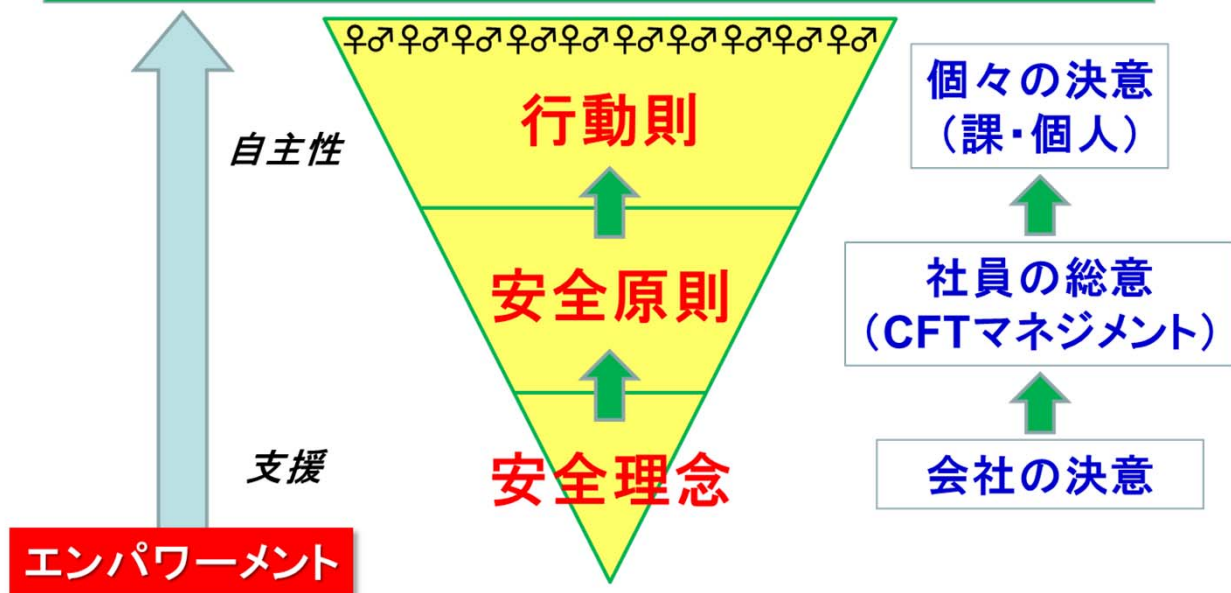 ♀♂♀♂♀♂♀♂♀♂♀♂♀♂♀♂♀♂♀♂
行動則
個々の決意
（課・個人）
自主性
安全原則
社員の総意
（CFTマネジメント）
支援
安全理念
会社の決意
エンパワーメント